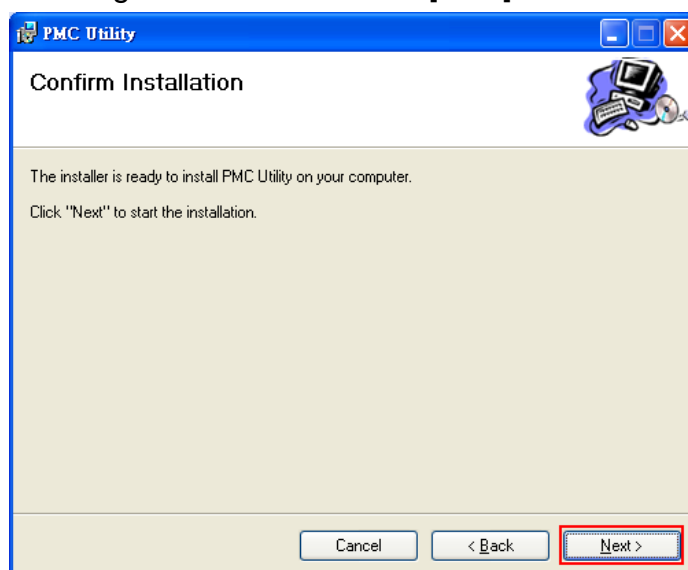 PMC Utility
Confirm Installation
The installer is ready to install PMC Utility on your computer.
Click "Next" to start the installation.
Cancel
< Back
Next >